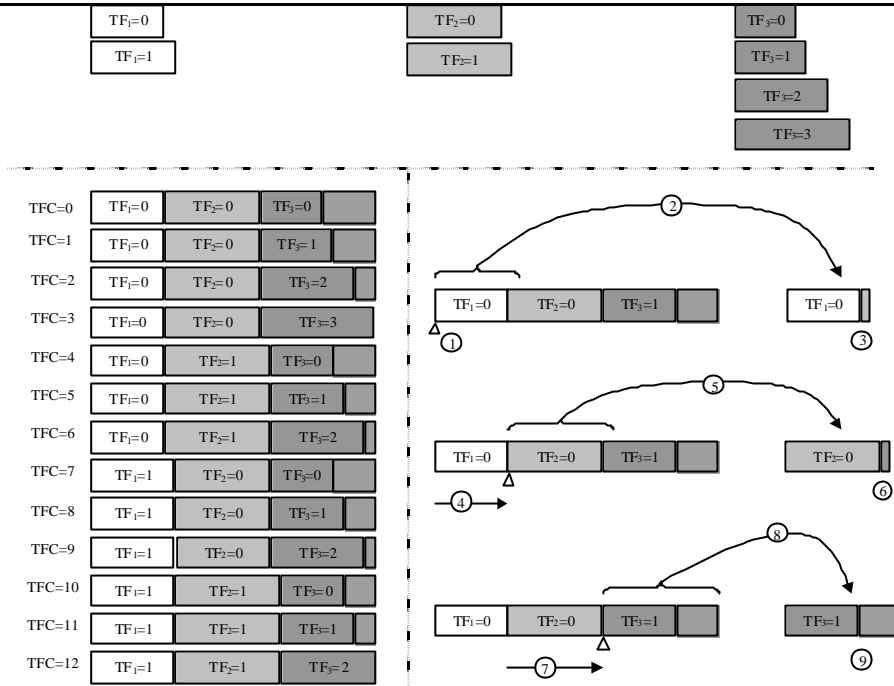 TF₁=0 TF₂=0 TF₃=0
TF₁=1 TF₂=1 TF₃=1
TF₃=2
TF₃=3
TFC=0 TF₁=0 TF₂=0 TF₃=0
TFC=1 TF₁=0 TF₂=0 TF₃=1
TFC=2 TF₁=0 TF₂=0 TF₃=2
TFC=3 TF₁=0 TF₂=0 TF₃=3
TFC=4 TF₁=0 TF₂=1 TF₃=0
TFC=5 TF₁=0 TF₂=1 TF₃=1
TFC=6 TF₁=0 TF₂=1 TF₃=2
TFC=7 TF₁=1 TF₂=0 TF₃=0
TFC=8 TF₁=1 TF₂=0 TF₃=1
TFC=9 TF₁=1 TF₂=0 TF₃=2
TFC=10 TF₁=1 TF₂=1 TF₃=0
TFC=11 TF₁=1 TF₂=1 TF₃=1
TFC=12 TF₁=1 TF₂=1 TF₃=2
2
TF₁=0 TF₂=0 TF₃=1 TF₁=0
1 3
5
TF₁=0 TF₂=0 TF₃=1 TF₂=0
4 6
8
TF₁=0 TF₂=0 TF₃=1 TF₃=1
7 9